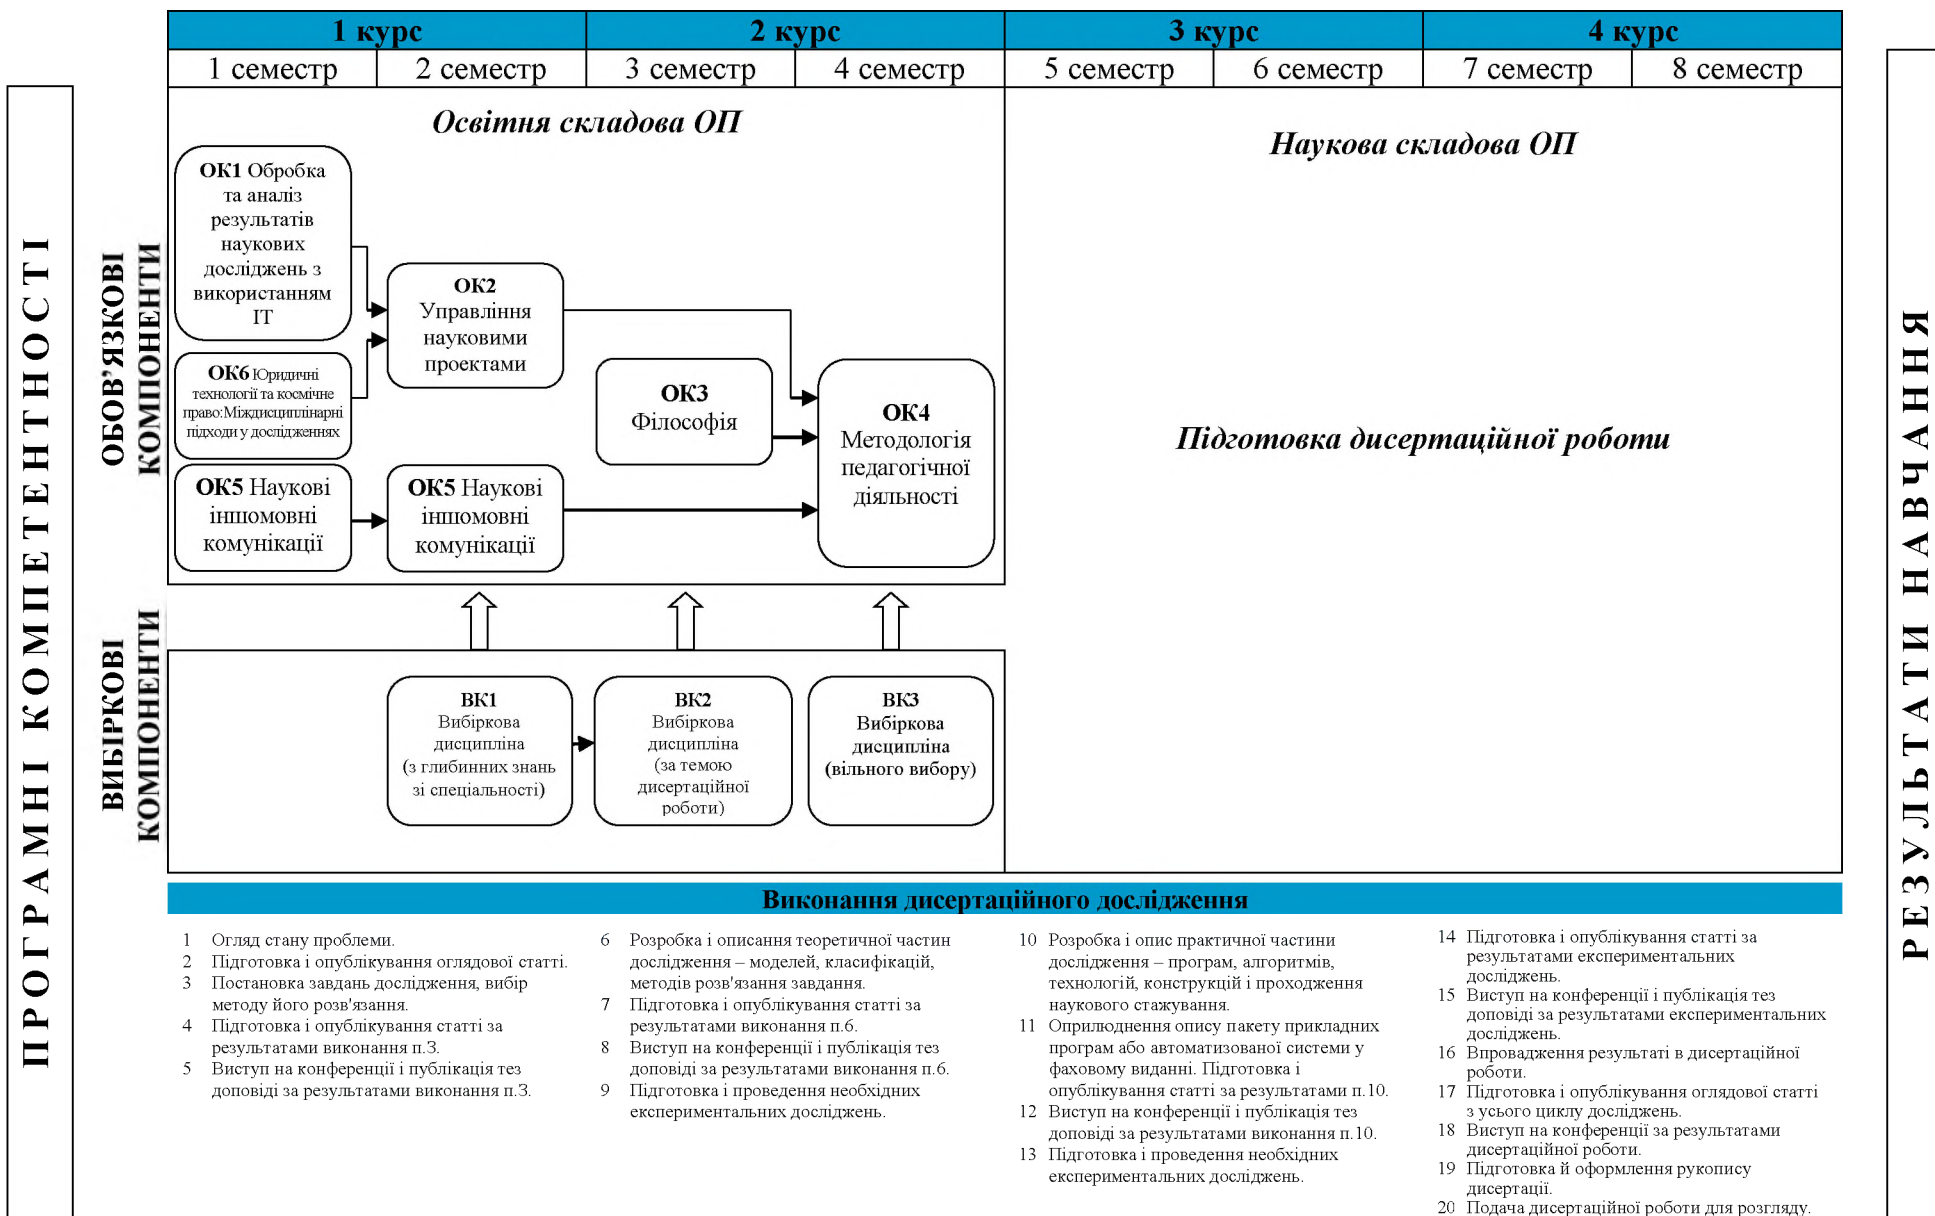 1 курс
2 курс
3 курс
4 курс
1 семестр
2 семестр
3 семестр
4 семестр
5 семестр
6 семестр
7 семестр
8 семестр
ПРОГРАМНІ КОМПЕТЕНТНОСТІ
ОБОВ'ЯЗКОВІ
КОМПОНЕНТИ
Освітня складова ОП
ОК1 Обробка
та аналіз
результатів
наукових
досліджень з
використанням
ІТ
ОК6 Юридичні
технології та космічне
право:Міждисциплінарні
підходи у дослідженнях
ОК5 Наукові
іншомовні
комунікації
ОК2
Управління
науковими
проектами
ОК5 Наукові
іншомовні
комунікації
ОК3
Філософія
ОК4
Методологія
педагогічної
діяльності
Наукова складова ОП
Підготовка дисертаційної роботи
ВИБІРКОВІ
КОМПОНЕНТИ
ВК1
Вибіркова
дисципліна
(з глибинних знань
зі спеціальності)
ВК2
Вибіркова
дисципліна
(за темою
дисертаційної
роботи)
ВК3
Вибіркова
дисципліна
(вільного вибору)
РЕЗУЛЬТАТИ НАВЧАННЯ
Виконання дисертаційного дослідження
1 Огляд стану проблеми.
2 Підготовка і опублікування оглядової статті.
3 Постановка завдань дослідження, вибір
методу його розв'язання.
4 Підготовка і опублікування статті за
результатами виконання п.3.
5 Виступ на конференції і публікація тез
доповіді за результатами виконання п.3.
6 Розробка і описання теоретичної частин
дослідження – моделей, класифікацій,
методів розв'язання завдання.
7 Підготовка і опублікування статті за
результатами виконання п.6.
8 Виступ на конференції і публікація тез
доповіді за результатами виконання п.6.
9 Підготовка і проведення необхідних
експериментальних досліджень.
10 Розробка і опис практичної частини
дослідження – програм, алгоритмів,
технологій, конструкцій і проходження
наукового стажування.
11 Оприлюднення опису пакету прикладних
програм або автоматизованої системи у
фаховому виданні. Підготовка і
опублікування статті за результатами п.10.
12 Виступ на конференції і публікація тез
доповіді за результатами виконання п.10.
13 Підготовка і проведення необхідних
експериментальних досліджень.
14 Підготовка і опублікування статті за
результатами експериментальних
досліджень.
15 Виступ на конференції і публікація тез
доповіді за результатами експериментальних
досліджень.
16 Впровадження результаті в дисертаційної
роботи.
17 Підготовка і опублікування оглядової статті
з усього циклу досліджень.
18 Виступ на конференції за результатами
дисертаційної роботи.
19 Підготовка й оформлення рукопису
дисертації.
20 Подача дисертаційної роботи для розгляду.